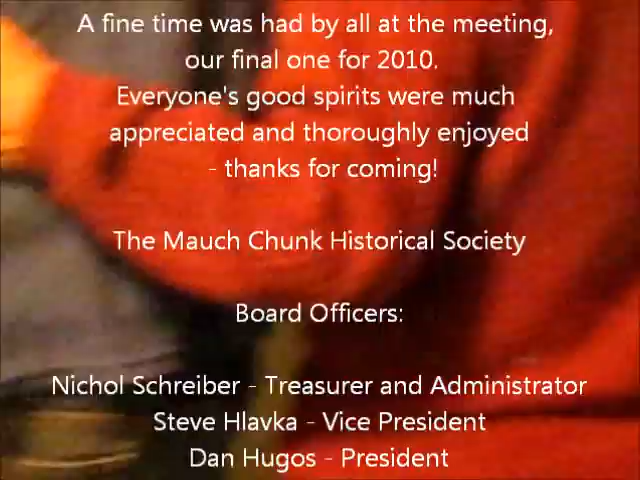 A fine time was had by all at the meeting,
our final one for 2010.
Everyone's good spirits were much
appreciated and thoroughly enjoyed
- thanks for coming!
The Mauch Chunk Historical Society
Board Officers:
Nichol Schreiber - Treasurer and Administrator
Steve Hlavka - Vice President
Dan Hugos - President